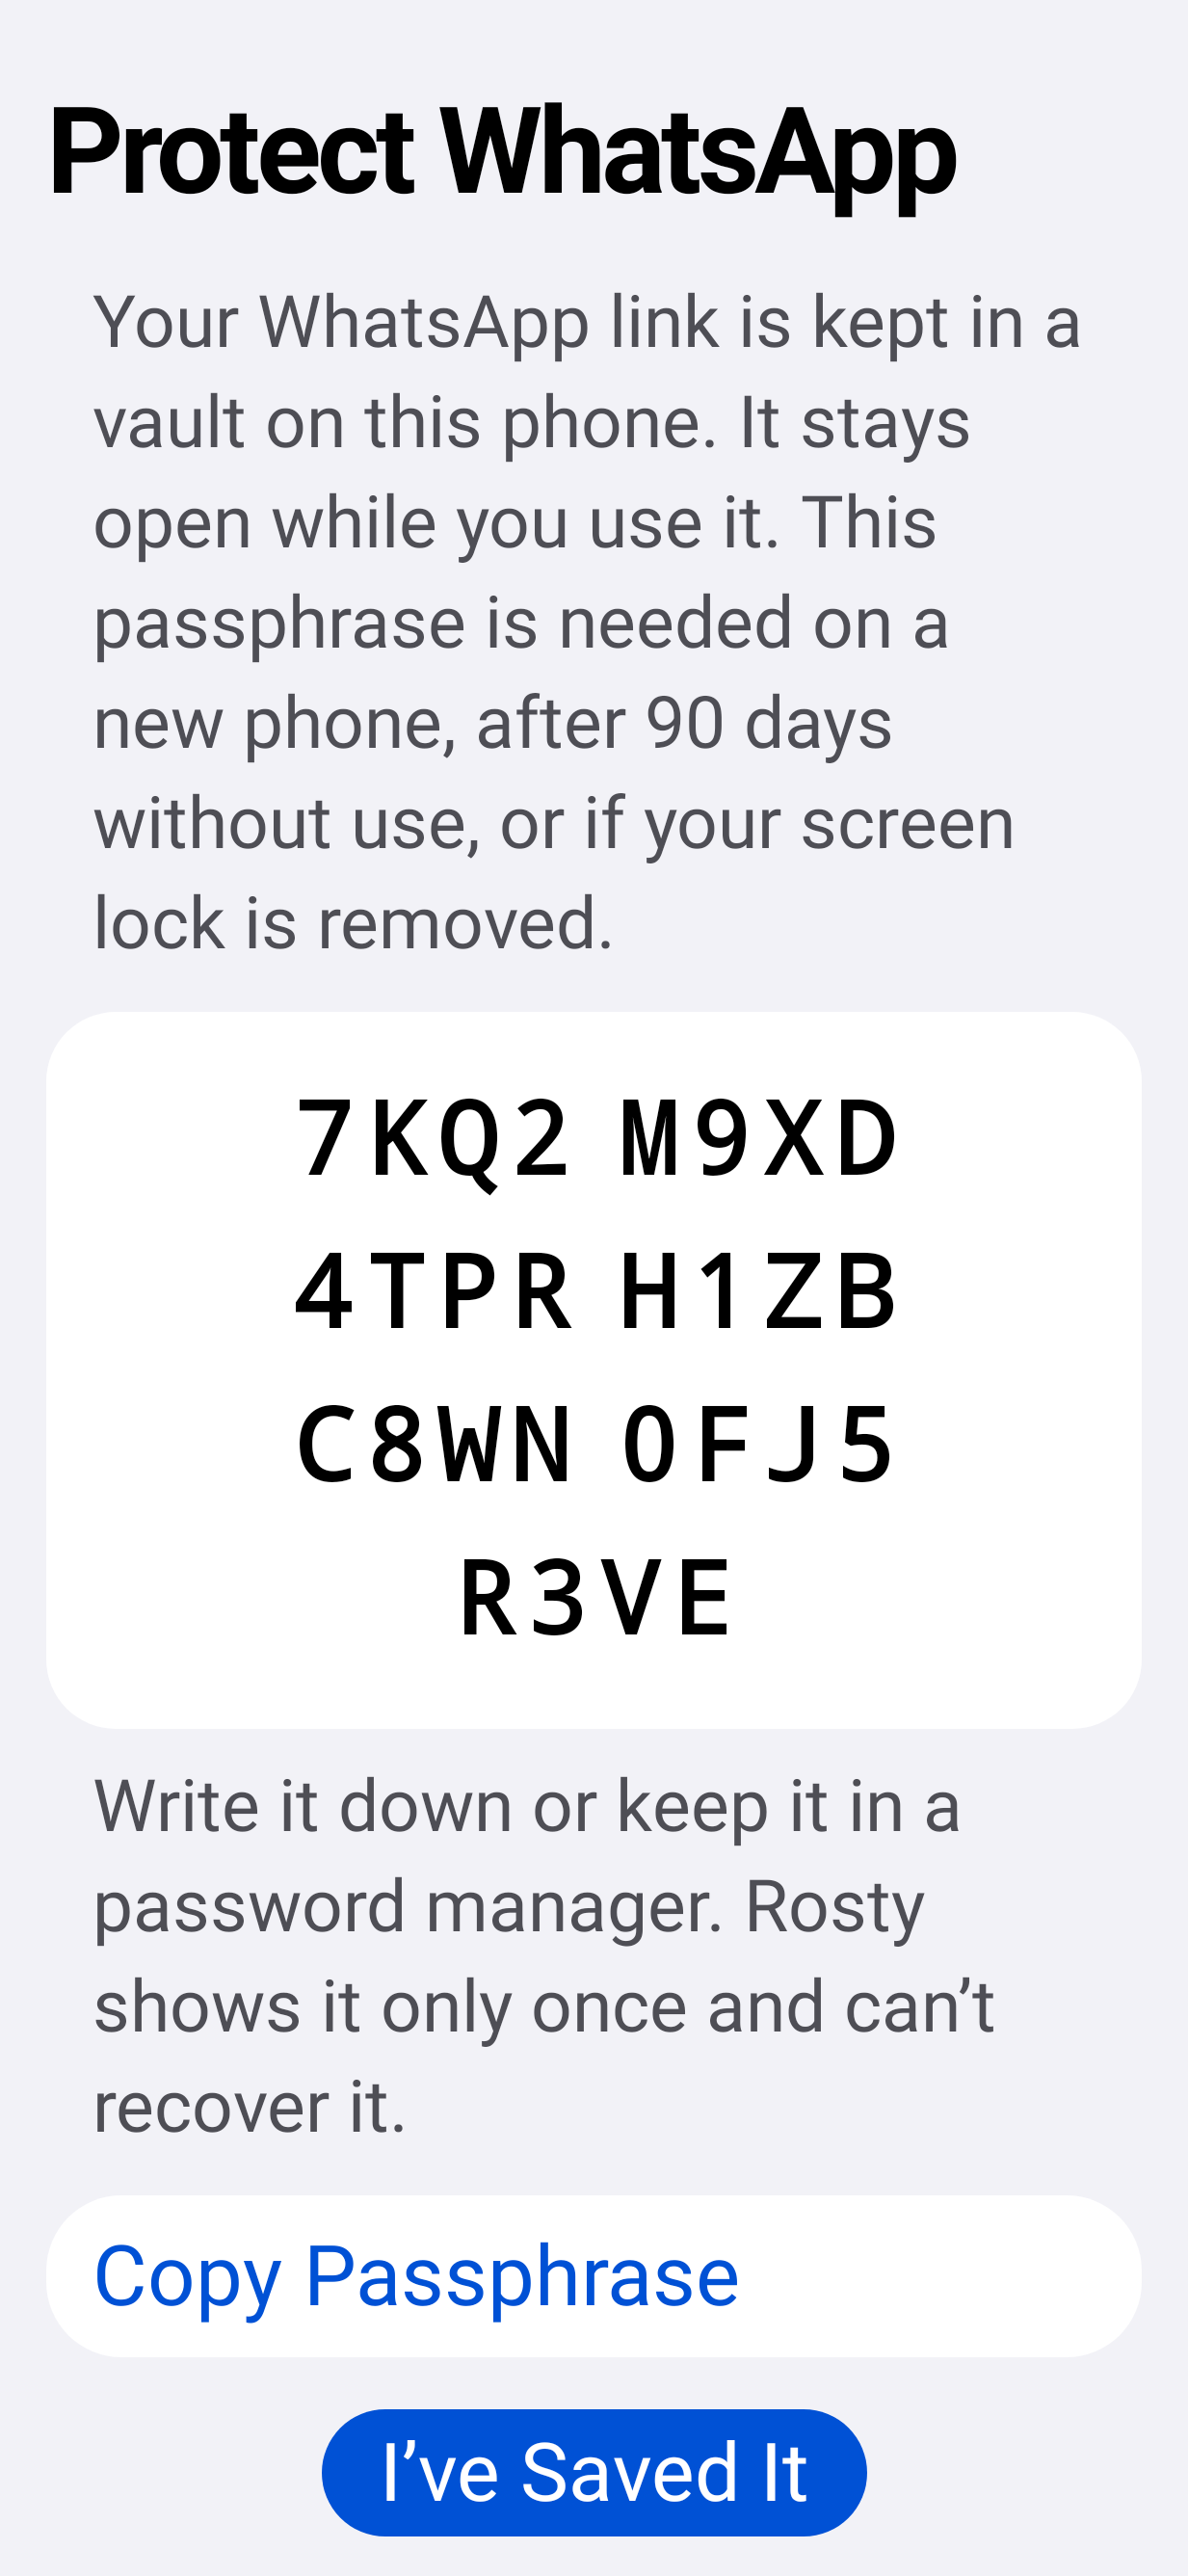 Protect WhatsApp
Your WhatsApp link is kept in a
vault on this phone. It stays
open while you use it. This
passphrase is needed on a
new phone, after 90 days
without use, or if your screen
lock is removed.
7KQ2 M9XD
4TPR H1ZB
C8WN 0FJ5
R3VE
Write it down or keep it in a
password manager. Rosty
shows it only once and can’t
recover it.
Copy Passphrase
I’ve Saved It